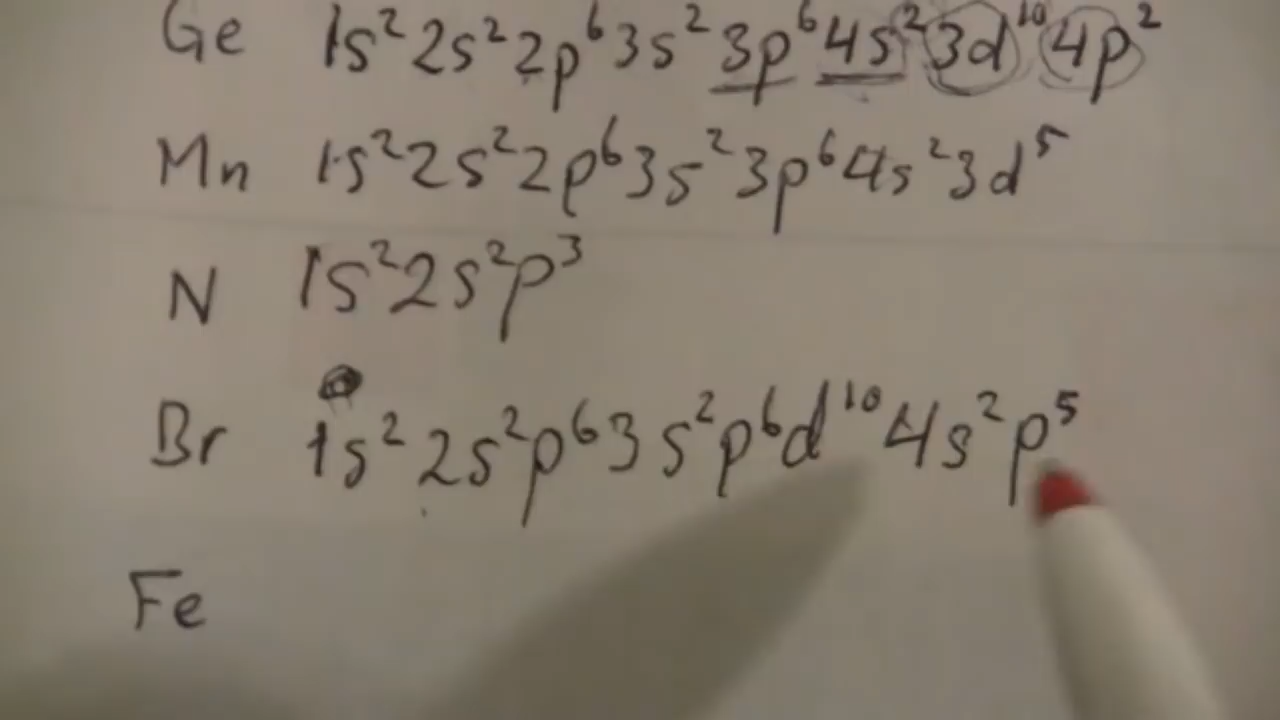 Ge 1s²2s²2p⁶3s²3p⁶4s²3d¹⁰4p²
Mn 1s²2s²2p⁶3s²3p⁶4s²3d⁵
N 1s²2s²p³
Br 1s²2s²p⁶3s²p⁶d¹⁰4s²p⁵
Fe